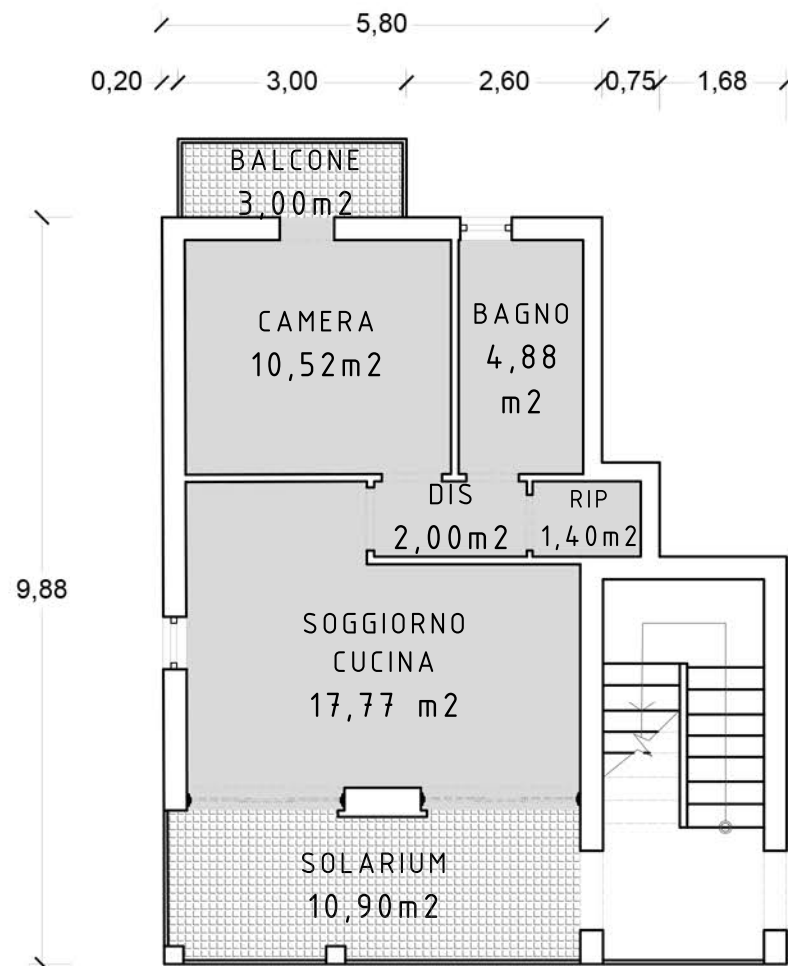 5,80
0,20 3,00 2,60 0,75 1,68
BALCONE
3,00m2
CAMERA
10,52m2
BAGNO
4,88
m2
DIS
2,00m2
RIP
1,40m2
9,88
SOGGIORNO
CUCINA
17,77 m2
SOLARIUM
10,90m2